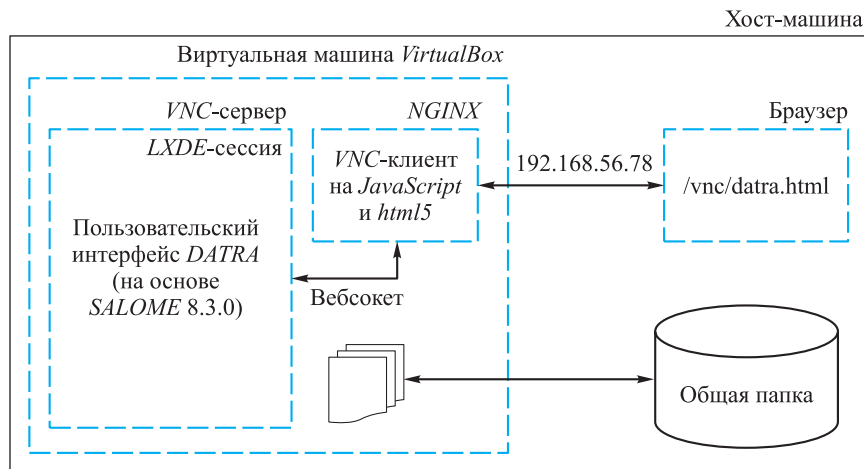 Хост-машина
Виртуальная машина VirtualBox
VNC-сервер
NGINX
Браузер
LXDE-сессия
VNC-клиент
на JavaScript
и html5
192.168.56.78
/vnc/datra.html
Пользовательский
интерфейс DATRA
(на основе
SALOME 8.3.0)
Вебсокет
Общая папка